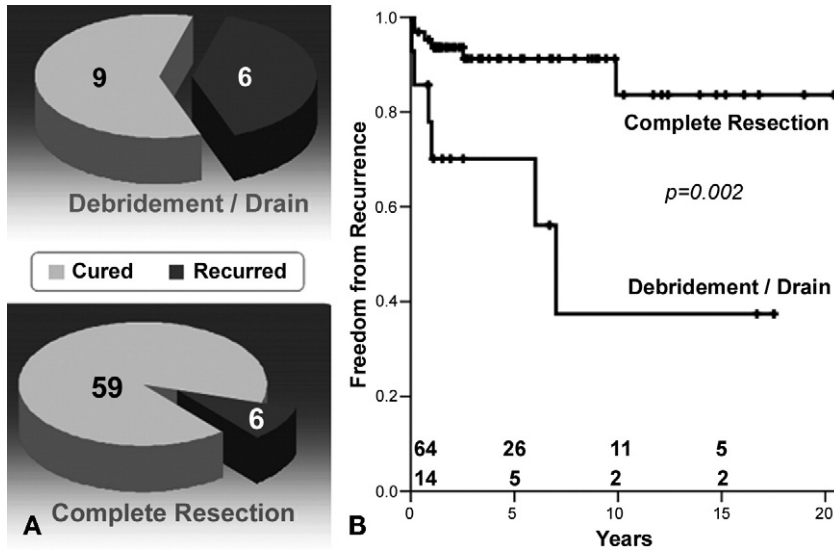 9
6
Debridement / Drain
Cured Recurred
59
6
Complete Resection
A
B
Freedom from Recurrence
1.0
0.8
0.6
0.4
0.2
0.0
Complete Resection
p=0.002
Debridement / Drain
64 26 11 5
14 5 2 2
0 5 10 15 20
Years